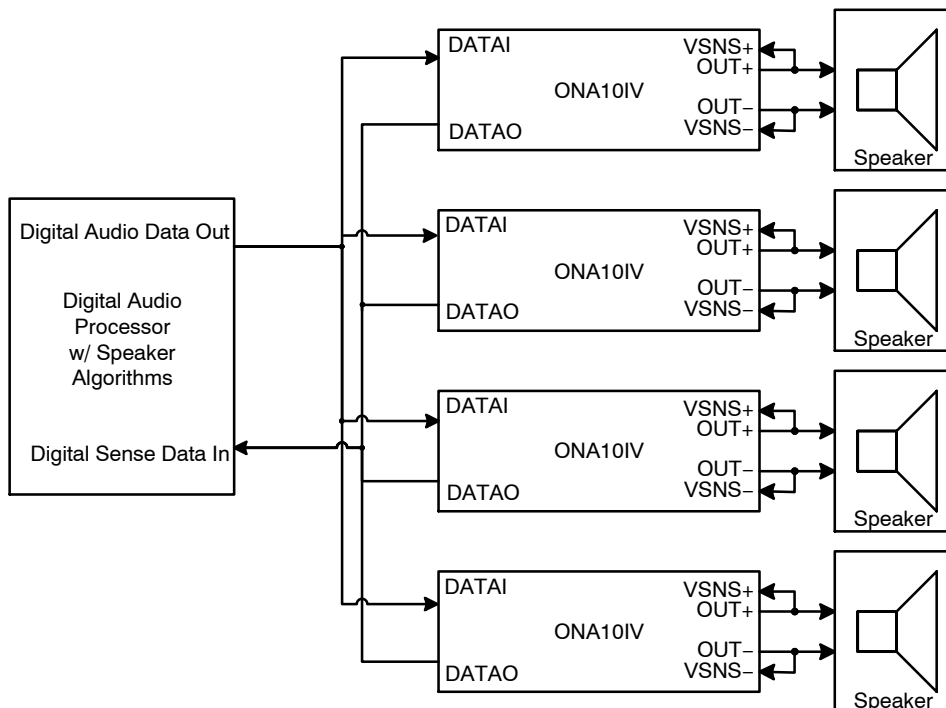 DATAI
VSNS+
OUT+
ONA10IV
OUT−
VSNS−
DATAO
Speaker
Digital Audio Data Out
Digital Audio
Processor
w/ Speaker
Algorithms
Digital Sense Data In
DATAI
VSNS+
OUT+
ONA10IV
OUT−
VSNS−
DATAO
Speaker
DATAI
VSNS+
OUT+
ONA10IV
OUT−
VSNS−
DATAO
Speaker
DATAI
VSNS+
OUT+
ONA10IV
OUT−
VSNS−
DATAO
Speaker